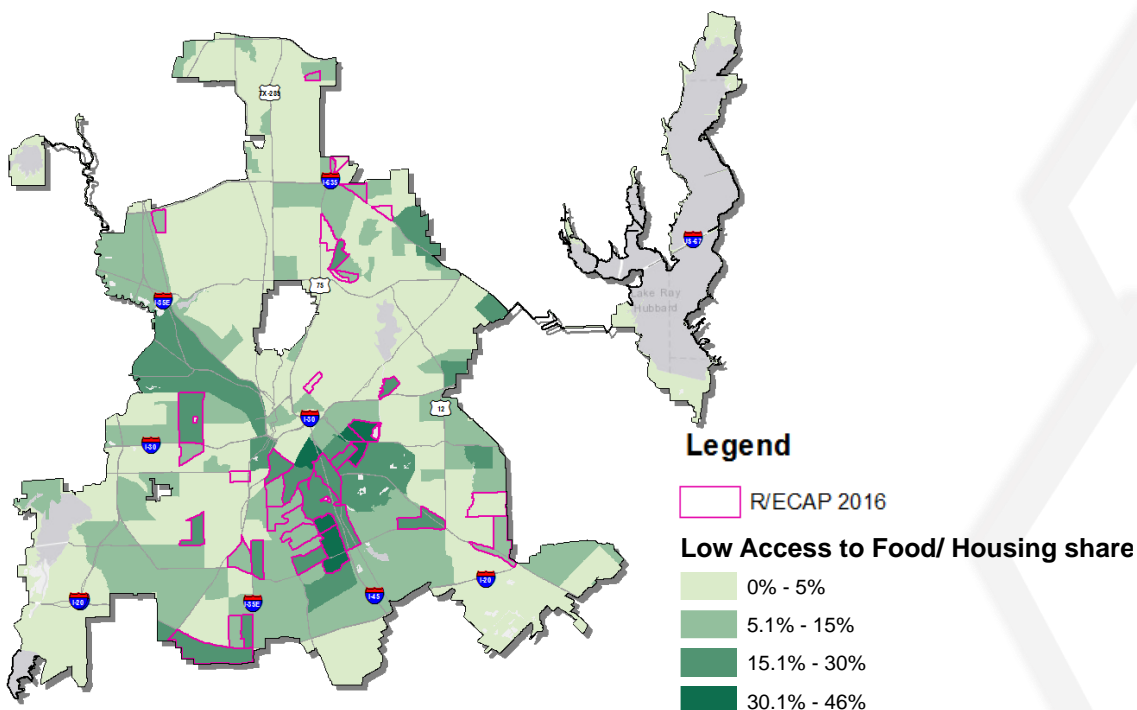 TX-289
I-635
75
I-35E
US-67
Lake Ray
Hubbard
12
I-30
I-30
I-20
I-35E
I-45
I-20
Legend
R/ECAP 2016
Low Access to Food/ Housing share
0% - 5%
5.1% - 15%
15.1% - 30%
30.1% - 46%